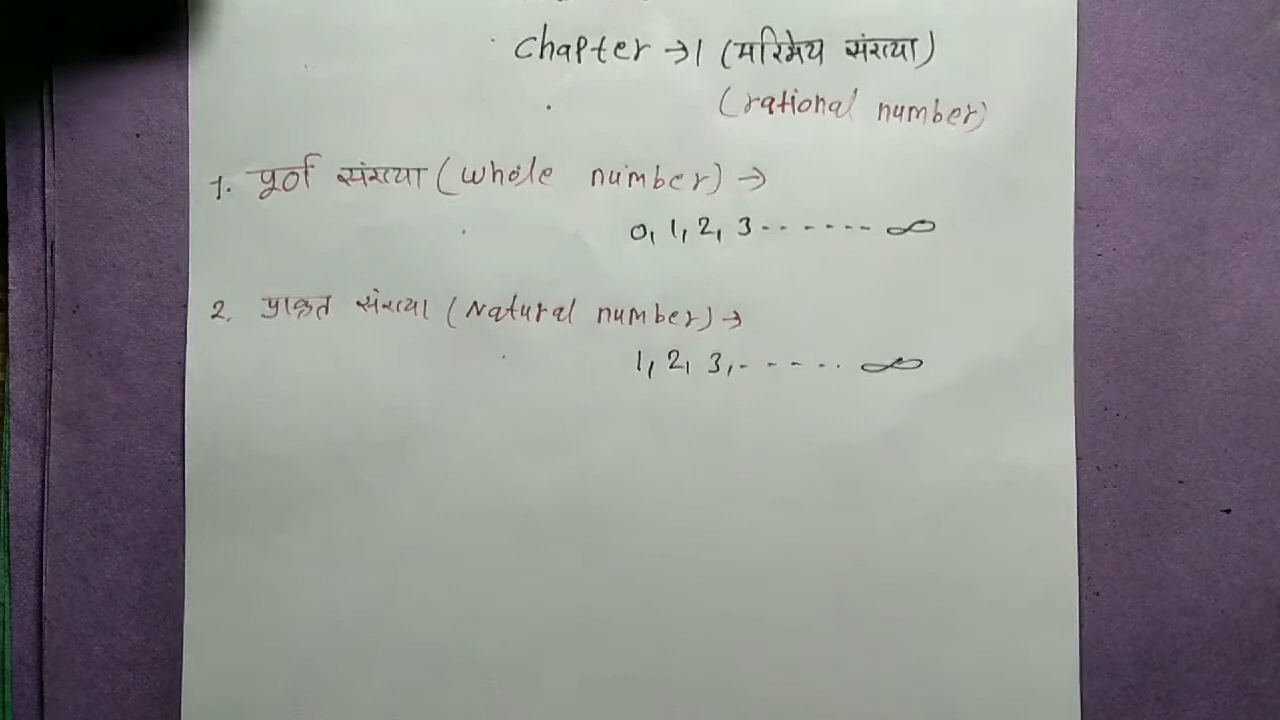 Chapter → 1 (परिमेय संख्या)
(rational number)
1. पूर्ण संख्या (whole number) →
0, 1, 2, 3 ------- ∞
2. प्राकृत संख्या (Natural number) →
1, 2, 3, ------ ∞